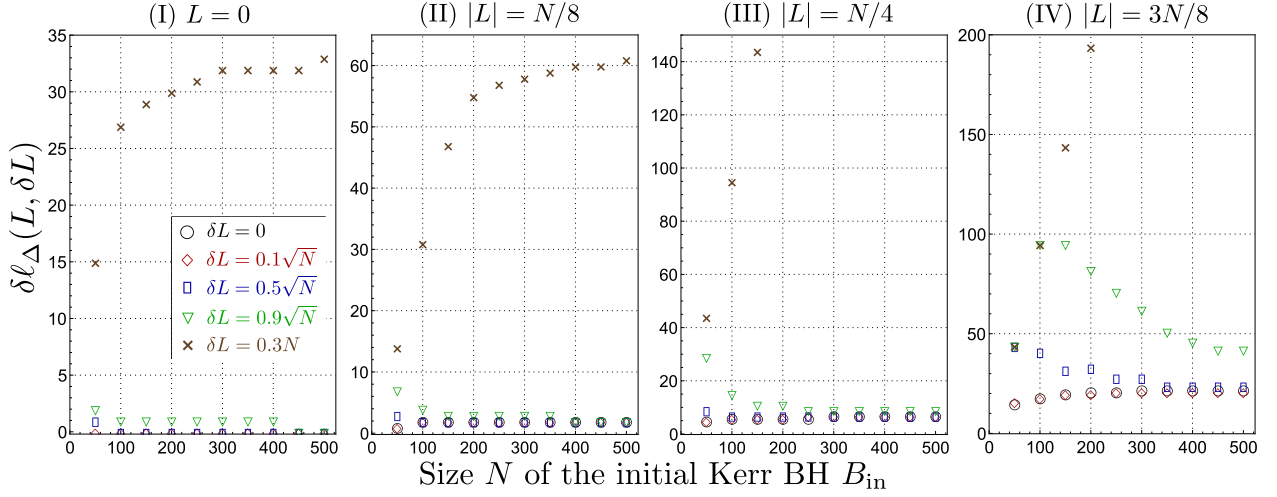 (I) L = 0
(II) |L| = N/8
(III) |L| = N/4
(IV) |L| = 3N/8
δℓ_Δ(L, δL)
35
30
25
20
15
10
5
0
0 100 200 300 400 500
δL = 0
δL = 0.1√N
δL = 0.5√N
δL = 0.9√N
δL = 0.3N
60
50
40
30
20
10
0
0 100 200 300 400 500
140
120
100
80
60
40
20
0
0 100 200 300 400 500
200
150
100
50
0
0 100 200 300 400 500
Size N of the initial Kerr BH B_in